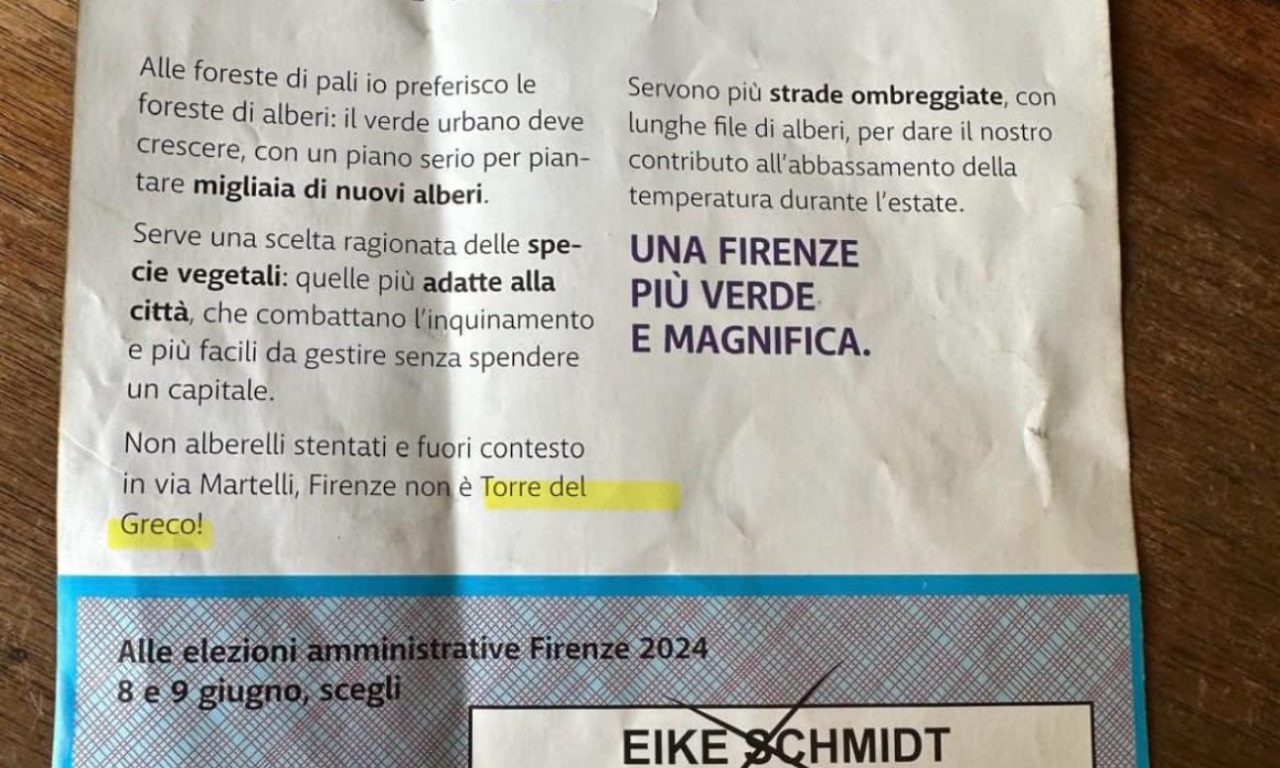 Alle foreste di pali io preferisco le
foreste di alberi: il verde urbano deve
crescere, con un piano serio per pian-
tare migliaia di nuovi alberi.
Serve una scelta ragionata delle spe-
cie vegetali: quelle più adatte alla
città, che combattano l'inquinamento
e più facili da gestire senza spendere
un capitale.
Non alberelli stentati e fuori contesto
in via Martelli, Firenze non è Torre del
Greco!
Servono più strade ombreggiate, con
lunghe file di alberi, per dare il nostro
contributo all'abbassamento della
temperatura durante l'estate.
UNA FIRENZE
PIÙ VERDE
E MAGNIFICA.
Alle elezioni amministrative Firenze 2024
8 e 9 giugno, scegli
EIKE SCHMIDT